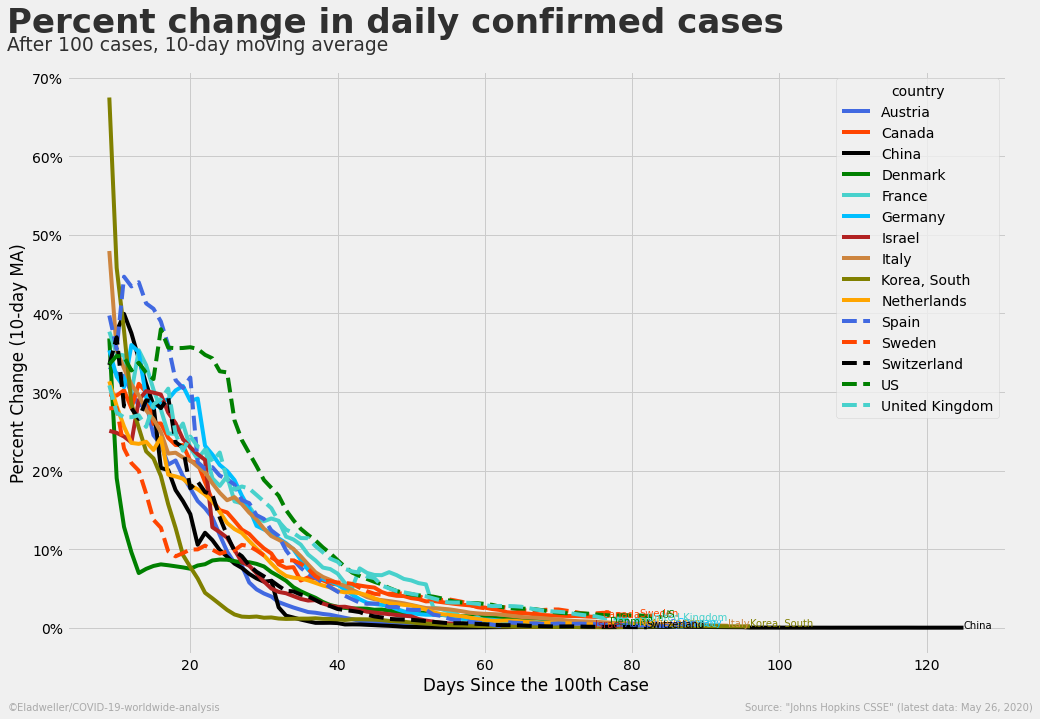 Percent change in daily confirmed cases
After 100 cases, 10-day moving average
70%
60%
50%
40%
30%
20%
10%
0%
Percent Change (10-day MA)
country
Austria
Canada
China
Denmark
France
Germany
Israel
Italy
Korea, South
Netherlands
Spain
Sweden
Switzerland
US
United Kingdom
Sweden
Kingdom
Switzerland
Italy
Korea, South
China
20
40
60
80
100
120
Days Since the 100th Case
©Eladweller/COVID-19-worldwide-analysis
Source: "Johns Hopkins CSSE" (latest data: May 26, 2020)